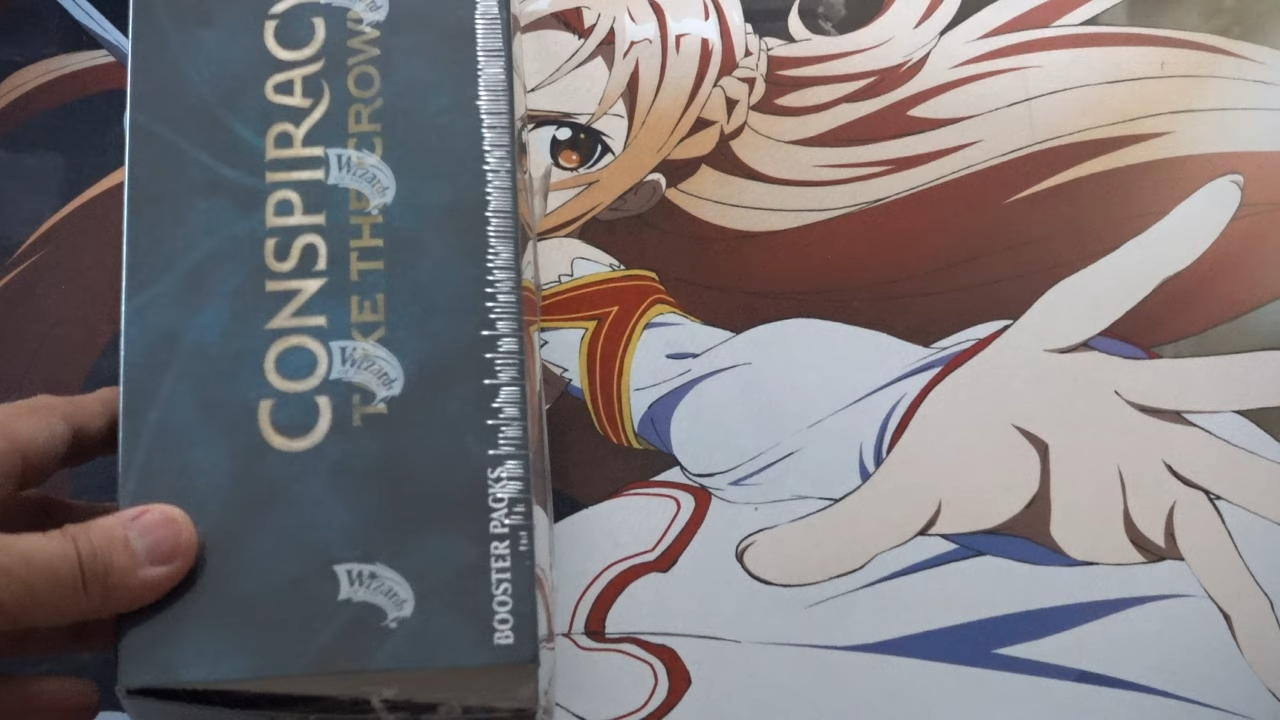 CONSPIRACY
TAKE THE CROWN
Wizards
Wizards
Wizards
BOOSTER PACKS